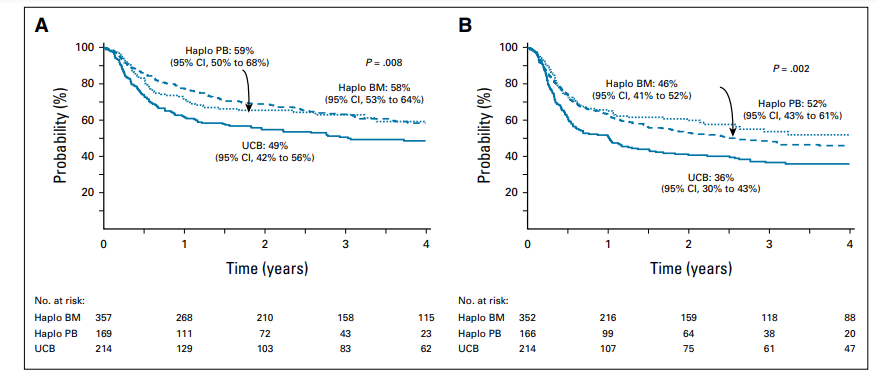 A
100
80
60
40
20
Probability (%)
Haplo PB: 59%
(95% CI, 50% to 68%)
P = .008
Haplo BM: 58%
(95% CI, 53% to 64%)
UCB: 49%
(95% CI, 42% to 56%)
0 1 2 3 4
Time (years)
No. at risk:
Haplo BM 357 268 210 158 115
Haplo PB 169 111 72 43 23
UCB 214 129 103 83 62
B
100
80
60
40
20
Probability (%)
P = .002
Haplo BM: 46%
(95% CI, 41% to 52%)
Haplo PB: 52%
(95% CI, 43% to 61%)
UCB: 36%
(95% CI, 30% to 43%)
0 1 2 3 4
Time (years)
No. at risk:
Haplo BM 352 216 159 118 88
Haplo PB 166 99 64 38 20
UCB 214 107 75 61 47